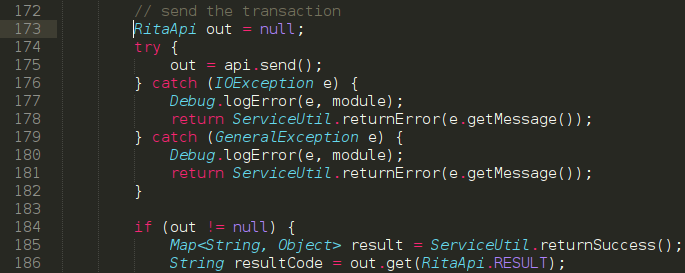 172 // send the transaction
173 RitaApi out = null;
174 try {
175 out = api.send();
176 } catch (IOException e) {
177 Debug.logError(e, module);
178 return ServiceUtil.returnError(e.getMessage());
179 } catch (GeneralException e) {
180 Debug.logError(e, module);
181 return ServiceUtil.returnError(e.getMessage());
182 }
183
184 if (out != null) {
185 Map<String, Object> result = ServiceUtil.returnSuccess();
186 String resultCode = out.get(RitaApi.RESULT);